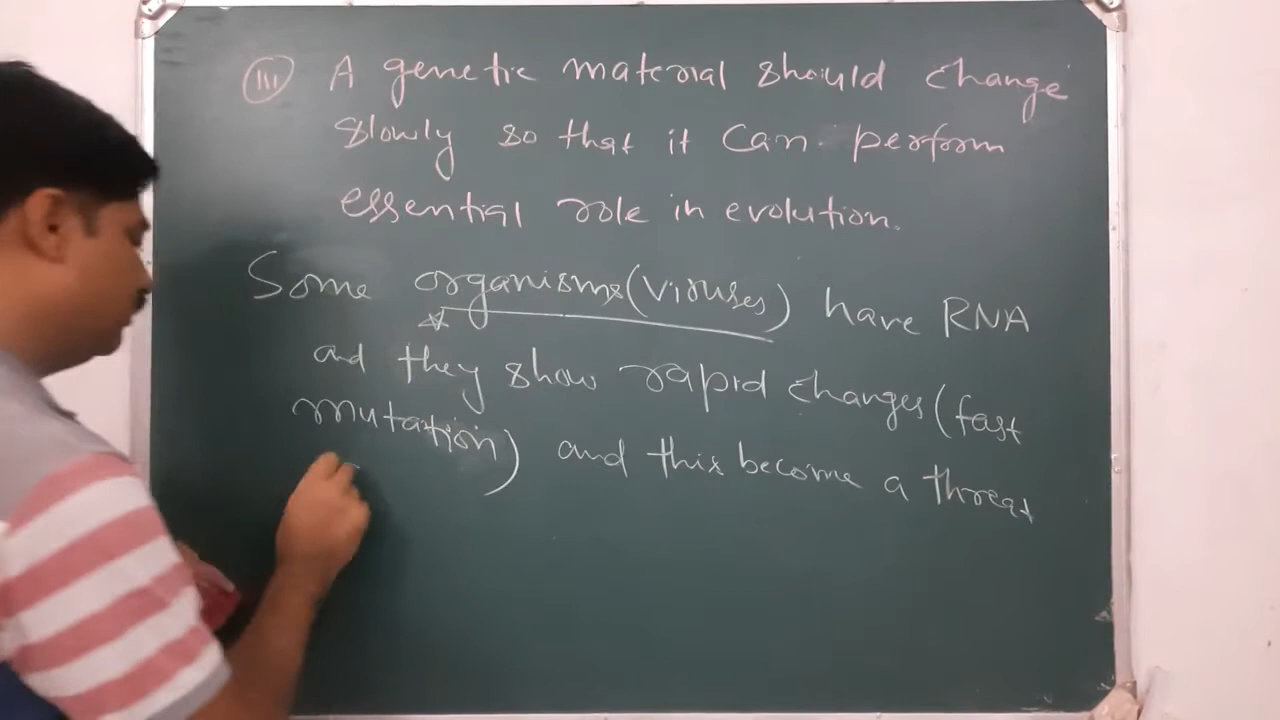 (III) A genetic material should change
slowly so that it can perform
essential role in evolution.
Some organisms (viruses) have RNA
and they show rapid changes (fast
mutation) and this become a threat